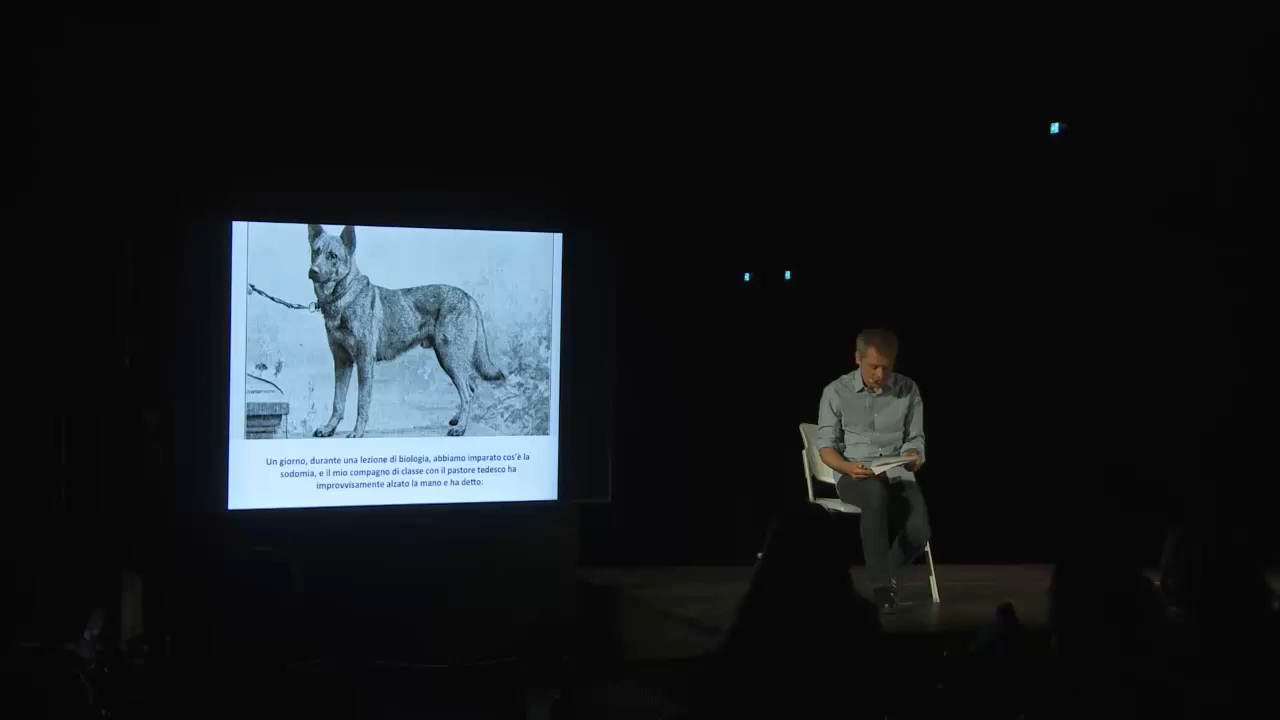 Un giorno, durante una lezione di biologia, abbiamo imparato cos'è la
sodomia, e il mio compagno di classe con il pastore tedesco ha
improvvisamente alzato la mano e ha detto: